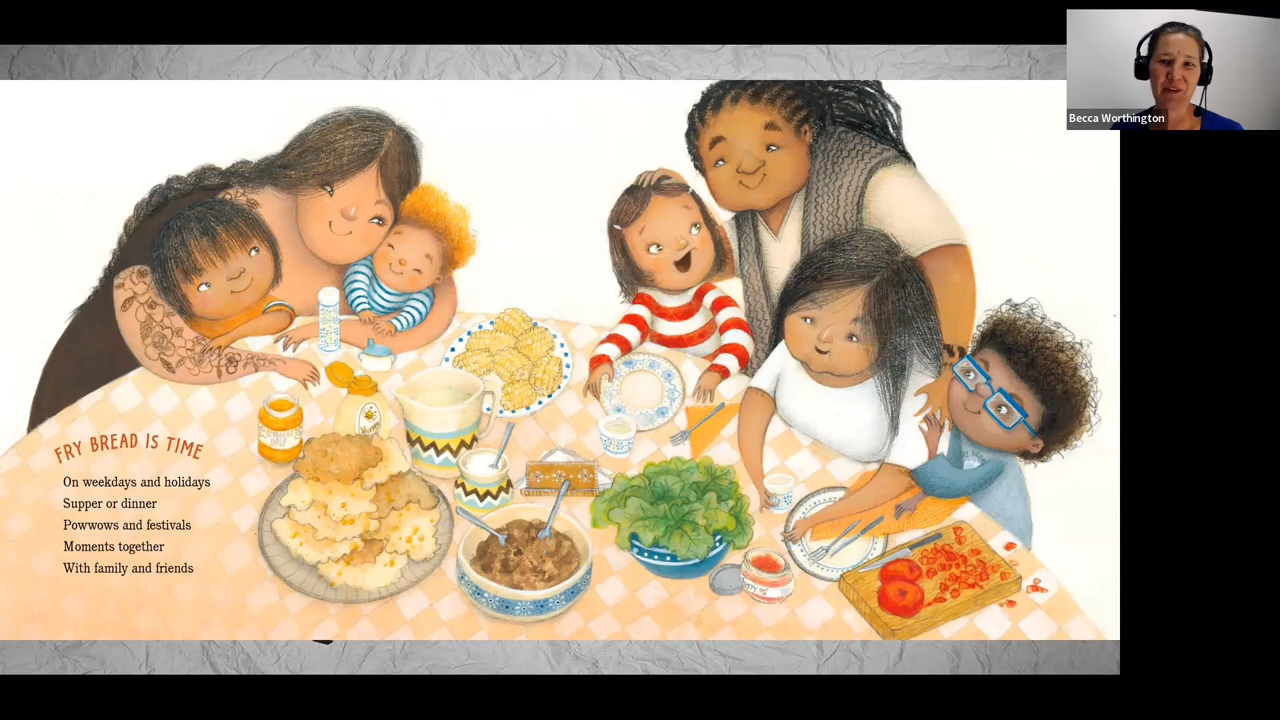 Becca Worthington
FRY BREAD IS TIME
On weekdays and holidays
Supper or dinner
Powwows and festivals
Moments together
With family and friends
Honey